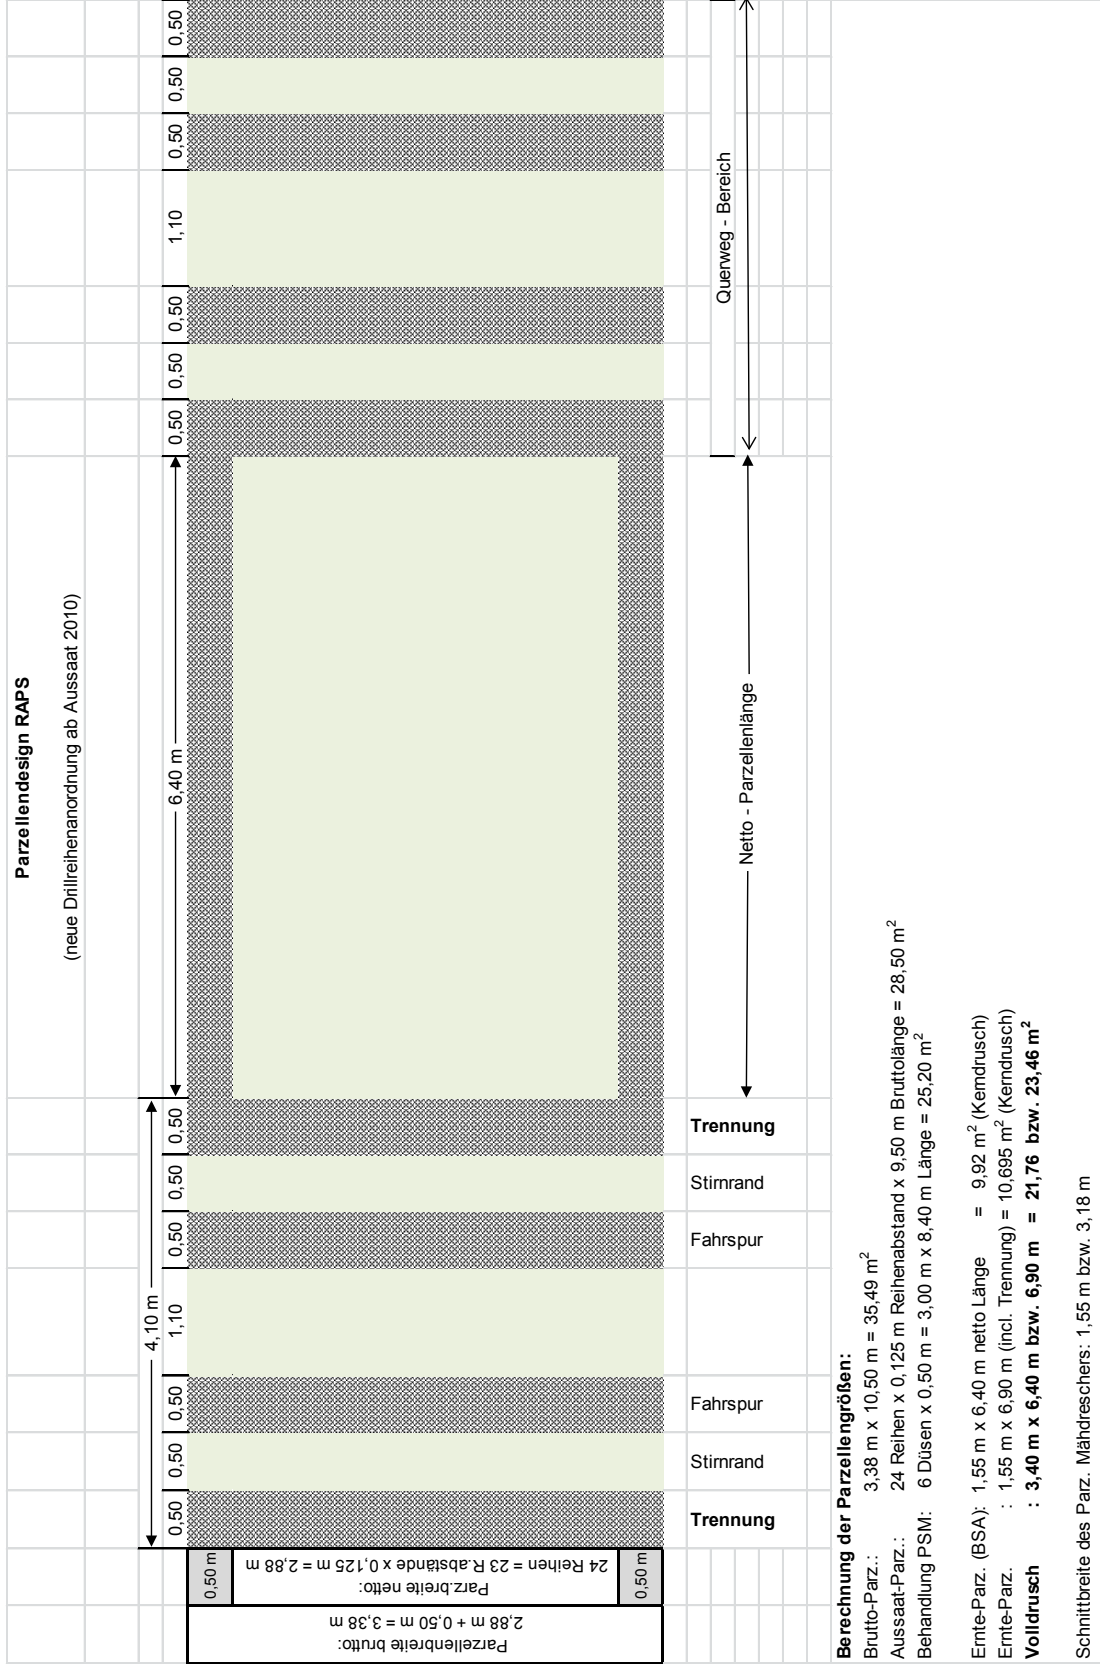 Parzellendesign RAPS
(neue Drillreihenanordnung ab Aussaat 2010)
4,10 m
6,40 m
0,50
0,50
0,50
1,10
0,50
0,50
0,50
0,50
0,50
0,50
1,10
0,50
0,50
0,50
Parzellenbreite brutto:
2,88 m + 0,50 m = 3,38 m
0,50 m
Parz.breite netto:
24 Reihen = 23 R.abstände x 0,125 m = 2,88 m
0,50 m
Trennung
Stirnrand
Fahrspur
Fahrspur
Stirnrand
Trennung
Netto - Parzellenlänge
Querweg - Bereich
Berechnung der Parzellengrößen:
Brutto-Parz.: 3,38 m x 10,50 m = 35,49 m²
Aussaat-Parz.: 24 Reihen x 0,125 m Reihenabstand x 9,50 m Bruttolänge = 28,50 m²
Behandlung PSM: 6 Düsen x 0,50 m = 3,00 m x 8,40 m Länge = 25,20 m²
Ernte-Parz. (BSA): 1,55 m x 6,40 m netto Länge = 9,92 m² (Kerndrusch)
Ernte-Parz. : 1,55 m x 6,90 m (incl. Trennung) = 10,695 m² (Kerndrusch)
Volldrusch : 3,40 m x 6,40 m bzw. 6,90 m = 21,76 bzw. 23,46 m²
Schnittbreite des Parz. Mähdreschers: 1,55 m bzw. 3,18 m